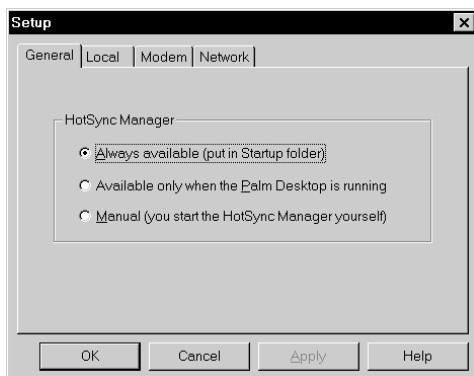 Setup
General Local Modem Network
HotSync Manager
Always available (put in Startup folder)
Available only when the Palm Desktop is running
Manual (you start the HotSync Manager yourself)
OK Cancel Apply Help